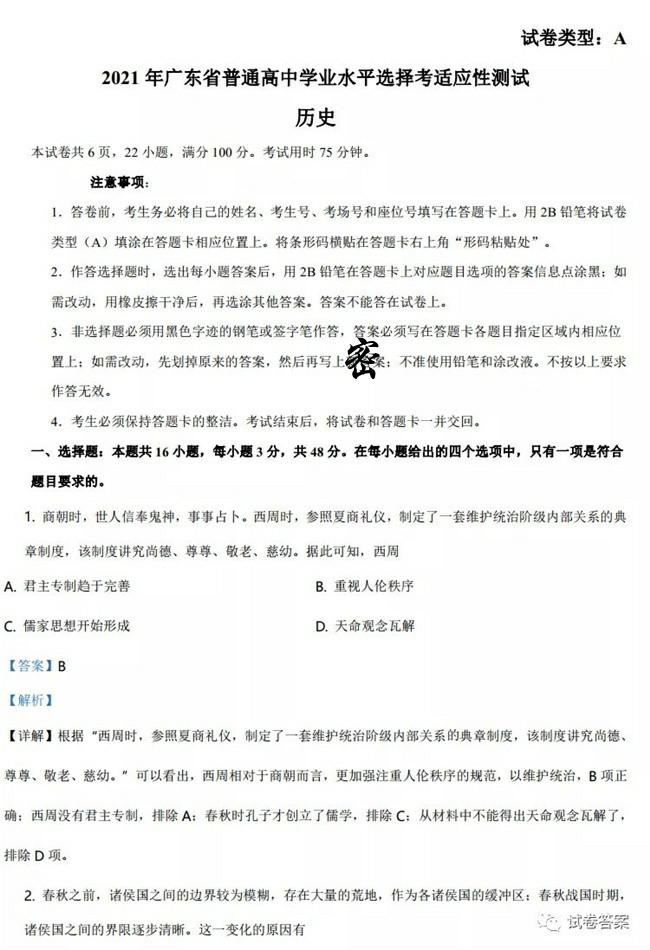 试卷类型：A
2021 年广东省普通高中学业水平选择考适应性测试
历史
本试卷共 6 页，22 小题，满分 100 分。考试用时 75 分钟。
注意事项：
1．答卷前，考生务必将自己的姓名、考生号、考场号和座位号填写在答题卡上。用 2B 铅笔将试卷
类型（A）填涂在答题卡相应位置上。将条形码横贴在答题卡右上角“形码粘贴处”。
2．作答选择题时，选出每小题答案后，用 2B 铅笔在答题卡上对应题目选项的答案信息点涂黑；如
需改动，用橡皮擦干净后，再选涂其他答案。答案不能答在试卷上。
3．非选择题必须用黑色字迹的钢笔或签字笔作答，答案必须写在答题卡各题目指定区域内相应位
置上；如需改动，先划掉原来的答案，然后再写上 案；不准使用铅笔和涂改液。不按以上要求
密
作答无效。
4．考生必须保持答题卡的整洁。考试结束后，将试卷和答题卡一并交回。
一、选择题：本题共 16 小题，每小题 3 分，共 48 分。在每小题给出的四个选项中，只有一项是符合
题目要求的。
1. 商朝时，世人信奉鬼神，事事占卜。西周时，参照夏商礼仪，制定了一套维护统治阶级内部关系的典
章制度，该制度讲究尚德、尊尊、敬老、慈幼。据此可知，西周
A. 君主专制趋于完善 B. 重视人伦秩序
C. 儒家思想开始形成 D. 天命观念瓦解
【答案】B
【解析】
【详解】根据“西周时，参照夏商礼仪，制定了一套维护统治阶级内部关系的典章制度，该制度讲究尚德、
尊尊、敬老、慈幼。”可以看出，西周相对于商朝而言，更加强注重人伦秩序的规范，以维护统治，B 项正
确；西周没有君主专制，排除 A；春秋时孔子才创立了儒学，排除 C；从材料中不能得出天命观念瓦解了，
排除 D 项。
2. 春秋之前，诸侯国之间的边界较为模糊，存在大量的荒地，作为各诸侯国的缓冲区；春秋战国时期，
诸侯国之间的界限逐步清晰。这一变化的原因有
试卷答案